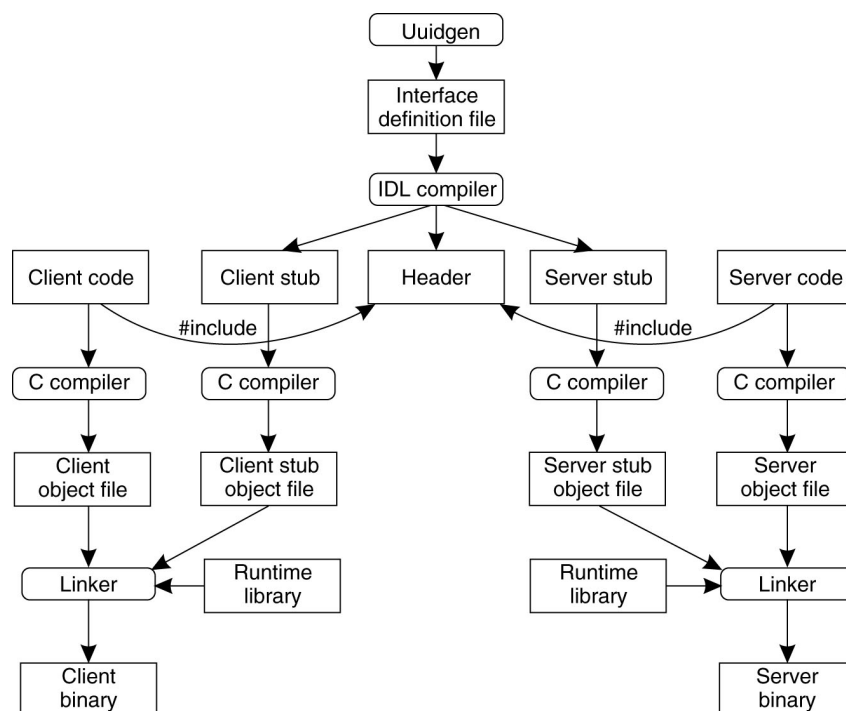 Uuidgen
Interface
definition file
IDL compiler
Client code
Client stub
Header
Server stub
Server code
#include
#include
C compiler
C compiler
C compiler
C compiler
Client
object file
Client stub
object file
Server stub
object file
Server
object file
Linker
Runtime
library
Runtime
library
Linker
Client
binary
Server
binary